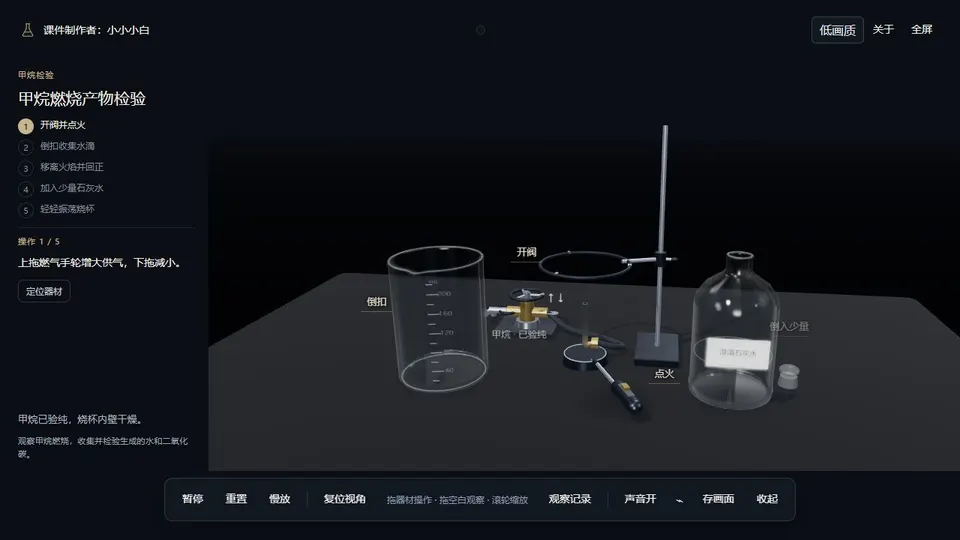 课件制作者：小小小白
低画质
关于
全屏
甲烷检验
甲烷燃烧产物检验
1 开阀并点火
2 倒扣收集水滴
3 移离火焰并回正
4 加入少量石灰水
5 轻轻振荡烧杯
操作 1 / 5
上拖燃气手轮增大供气，下拖减小。
定位器材
开阀
倒扣
200
160
120
80
40
↑↓
甲烷 · 已验纯
点火
倒入少量
澄清石灰水
甲烷已验纯，烧杯内壁干燥。
观察甲烷燃烧，收集并检验生成的水和二氧化
碳。
暂停
重置
慢放
复位视角
拖器材操作 · 拖空白观察 · 滚轮缩放
观察记录
声音开
存画面
收起